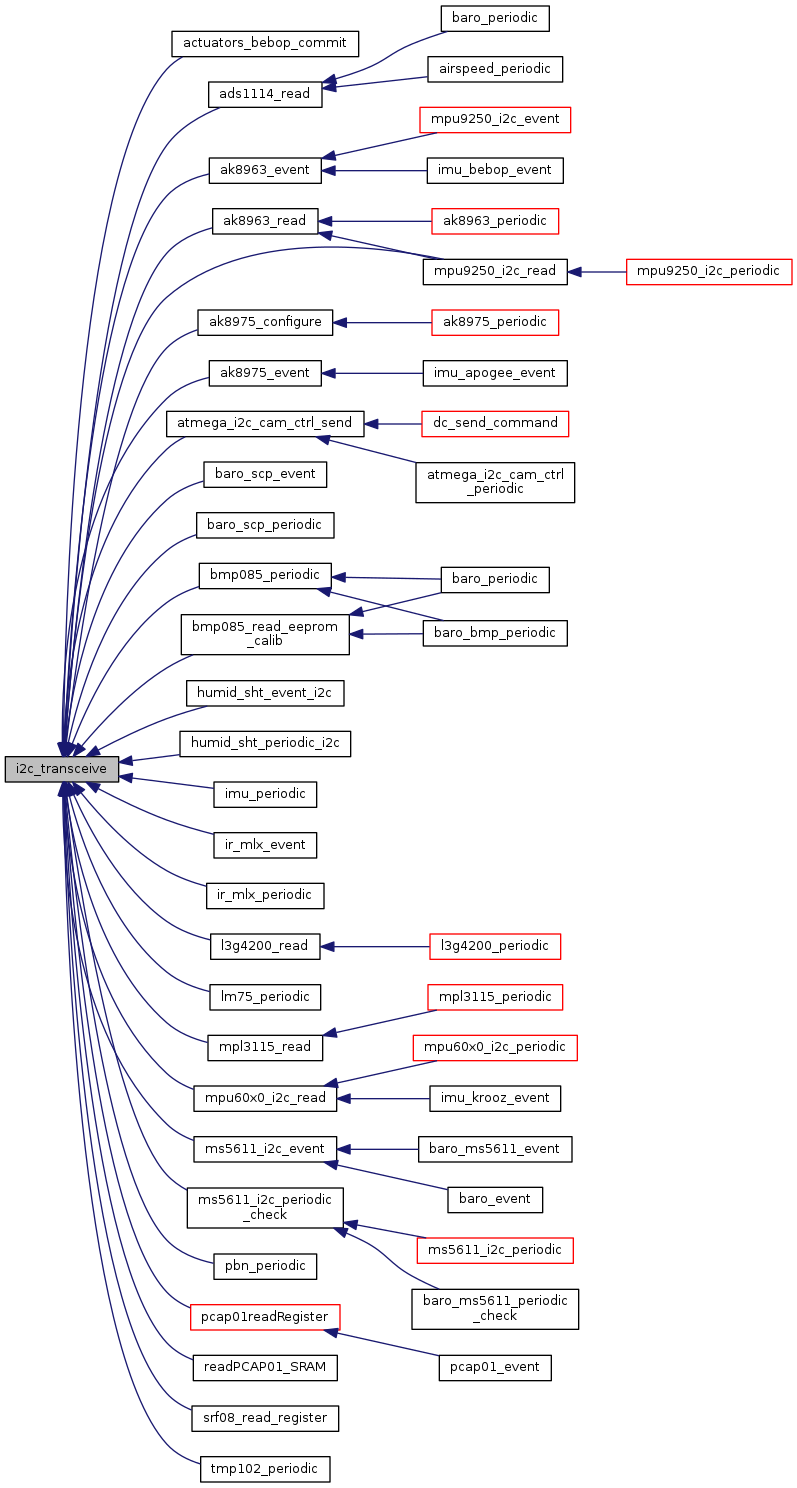 baro_periodic
actuators_bebop_commit
airspeed_periodic
ads1114_read
mpu9250_i2c_event
ak8963_event
imu_bebop_event
ak8963_read
ak8963_periodic
mpu9250_i2c_read
mpu9250_i2c_periodic
ak8975_configure
ak8975_periodic
ak8975_event
imu_apogee_event
atmega_i2c_cam_ctrl_send
dc_send_command
atmega_i2c_cam_ctrl
_periodic
baro_scp_event
baro_scp_periodic
bmp085_periodic
baro_periodic
bmp085_read_eeprom
_calib
baro_bmp_periodic
humid_sht_event_i2c
humid_sht_periodic_i2c
i2c_transceive
imu_periodic
ir_mlx_event
ir_mlx_periodic
l3g4200_read
l3g4200_periodic
lm75_periodic
mpl3115_periodic
mpl3115_read
mpu60x0_i2c_periodic
mpu60x0_i2c_read
imu_krooz_event
ms5611_i2c_event
baro_ms5611_event
baro_event
ms5611_i2c_periodic
_check
ms5611_i2c_periodic
pbn_periodic
baro_ms5611_periodic
_check
pcap01readRegister
readPCAP01_SRAM
pcap01_event
srf08_read_register
tmp102_periodic